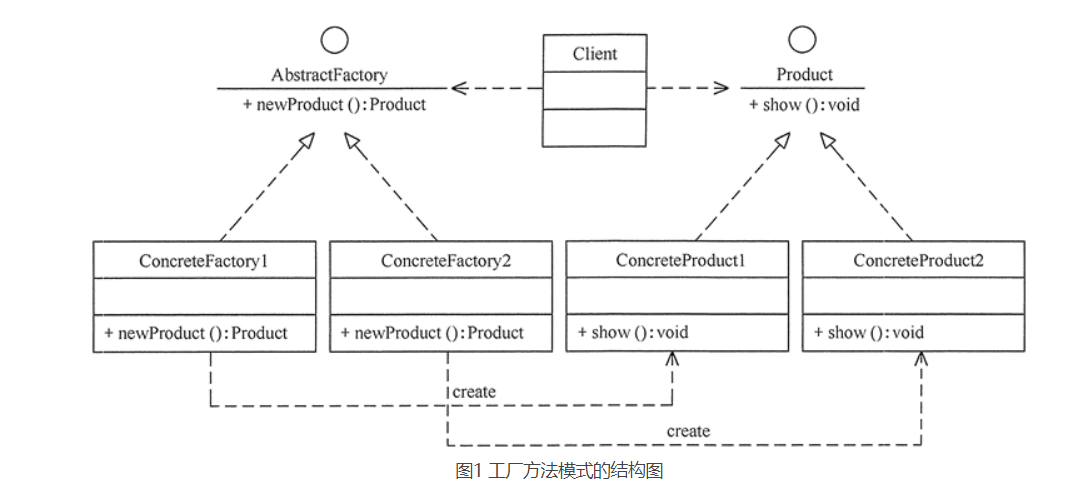 Client
AbstractFactory
Product
+ newProduct (): Product
+ show (): void
ConcreteFactory1
ConcreteFactory2
ConcreteProduct1
ConcreteProduct2
+ newProduct (): Product
+ newProduct (): Product
+ show (): void
+ show (): void
create
create
图1 工厂方法模式的结构图